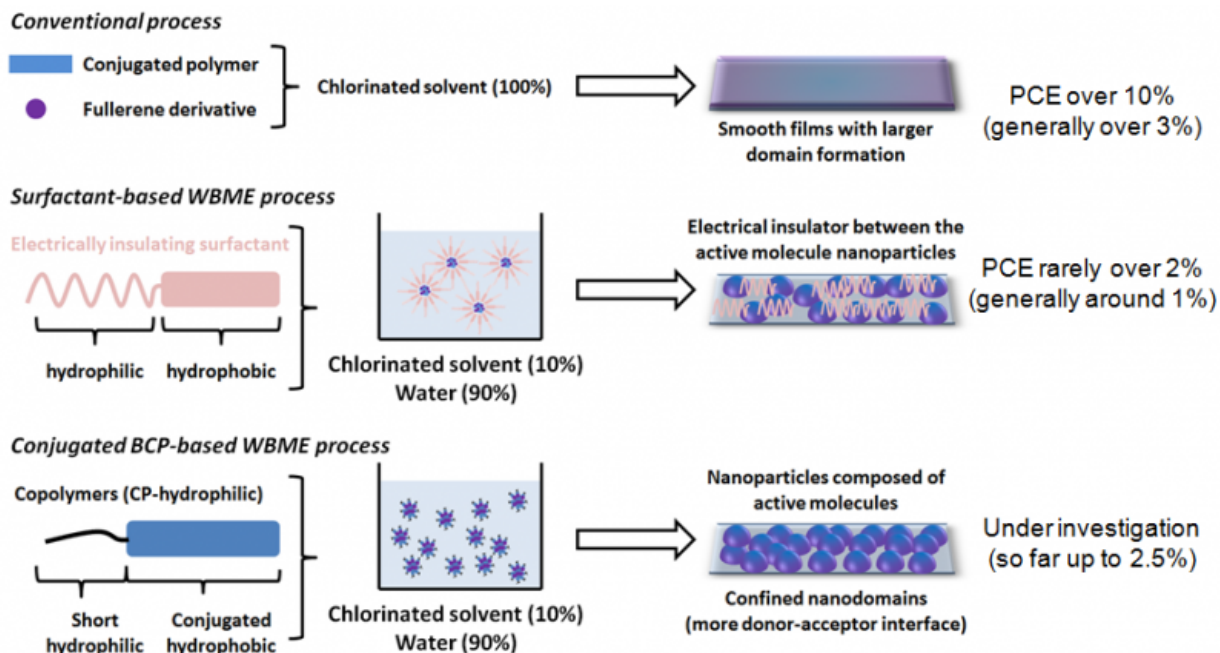 Conventional process
Conjugated polymer
Fullerene derivative
Chlorinated solvent (100%)
Smooth films with larger
domain formation
PCE over 10%
(generally over 3%)
Surfactant-based WBME process
Electrically insulating surfactant
hydrophilic
hydrophobic
Chlorinated solvent (10%)
Water (90%)
Electrical insulator between the
active molecule nanoparticles
PCE rarely over 2%
(generally around 1%)
Conjugated BCP-based WBME process
Copolymers (CP-hydrophilic)
Short
hydrophilic
Conjugated
hydrophobic
Chlorinated solvent (10%)
Water (90%)
Nanoparticles composed of
active molecules
Confined nanodomains
(more donor-acceptor interface)
Under investigation
(so far up to 2.5%)